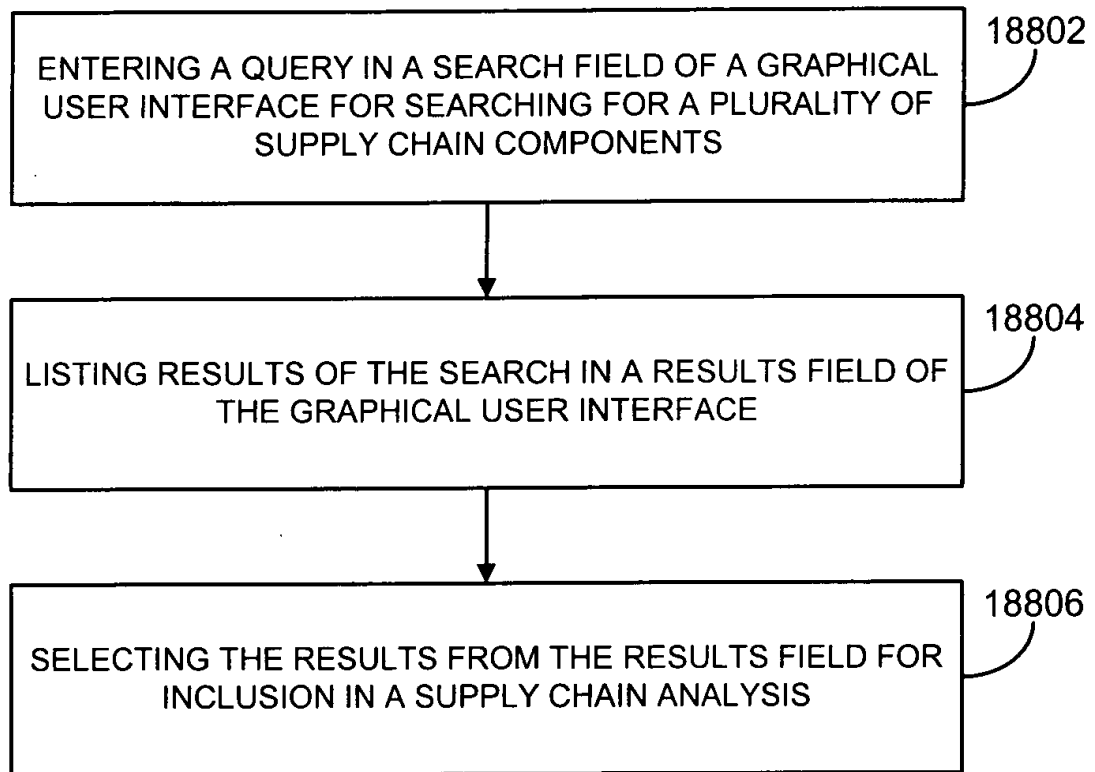 18802
ENTERING A QUERY IN A SEARCH FIELD OF A GRAPHICAL
USER INTERFACE FOR SEARCHING FOR A PLURALITY OF
SUPPLY CHAIN COMPONENTS
18804
LISTING RESULTS OF THE SEARCH IN A RESULTS FIELD OF
THE GRAPHICAL USER INTERFACE
18806
SELECTING THE RESULTS FROM THE RESULTS FIELD FOR
INCLUSION IN A SUPPLY CHAIN ANALYSIS